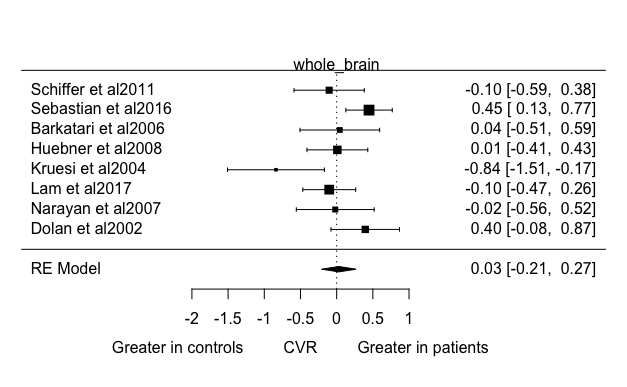 whole_brain
Schiffer et al2011 -0.10 [-0.59, 0.38]
Sebastian et al2016 0.45 [ 0.13, 0.77]
Barkatari et al2006 0.04 [-0.51, 0.59]
Huebner et al2008 0.01 [-0.41, 0.43]
Kruesi et al2004 -0.84 [-1.51, -0.17]
Lam et al2017 -0.10 [-0.47, 0.26]
Narayan et al2007 -0.02 [-0.56, 0.52]
Dolan et al2002 0.40 [-0.08, 0.87]
RE Model 0.03 [-0.21, 0.27]
-2 -1.5 -1 -0.5 0 0.5 1
Greater in controls CVR Greater in patients